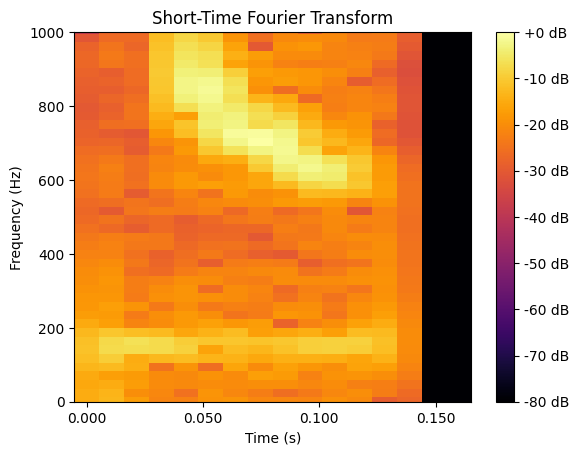 Short-Time Fourier Transform
1000
800
600
400
200
0
Frequency (Hz)
0.000
0.050
0.100
0.150
Time (s)
+0 dB
-10 dB
-20 dB
-30 dB
-40 dB
-50 dB
-60 dB
-70 dB
-80 dB